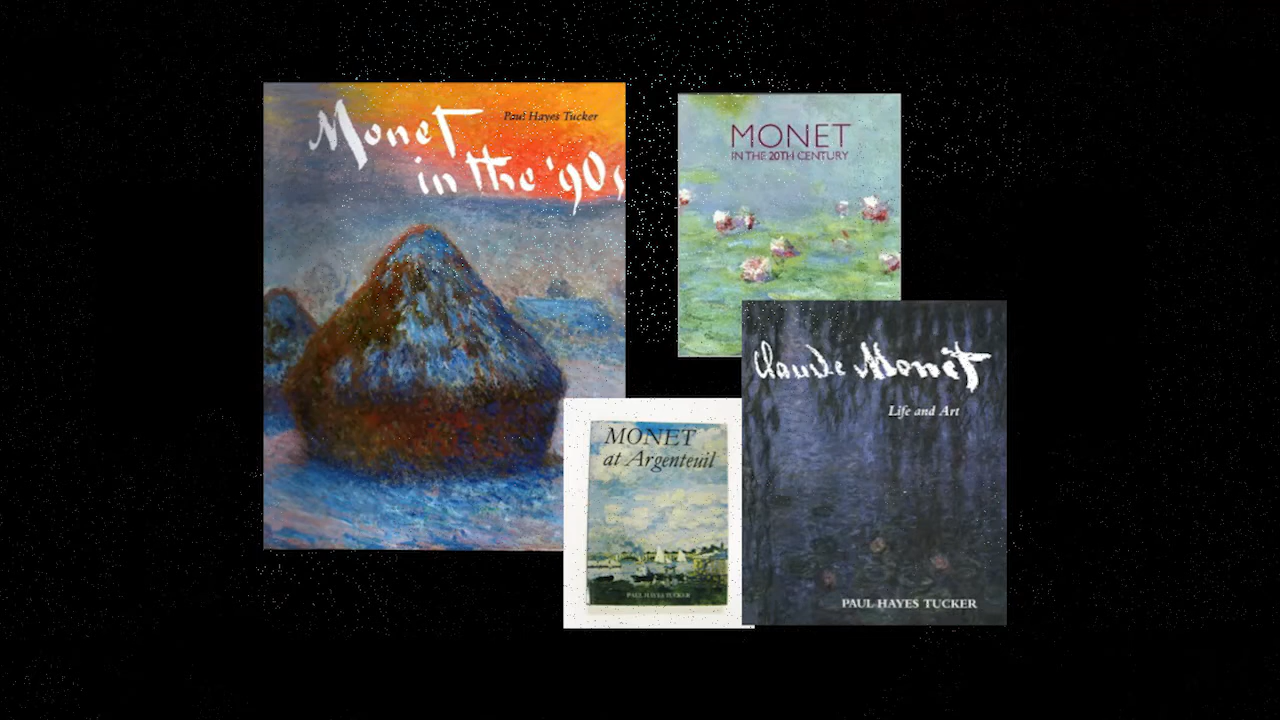 Monet
Paul Hayes Tucker
in the '90s
MONET
IN THE 20TH CENTURY
Claude Monet
Life and Art
PAUL HAYES TUCKER
MONET
at Argenteuil
PAUL HAYES TUCKER